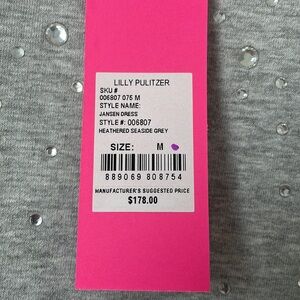 LILLY PULITZER
SKU #
006807 075 M
STYLE NAME:
JANSEN DRESS
STYLE #: 006807
HEATHERED SEASIDE GREY
SIZE: M
889069 808754
MANUFACTURER'S SUGGESTED PRICE
$178.00